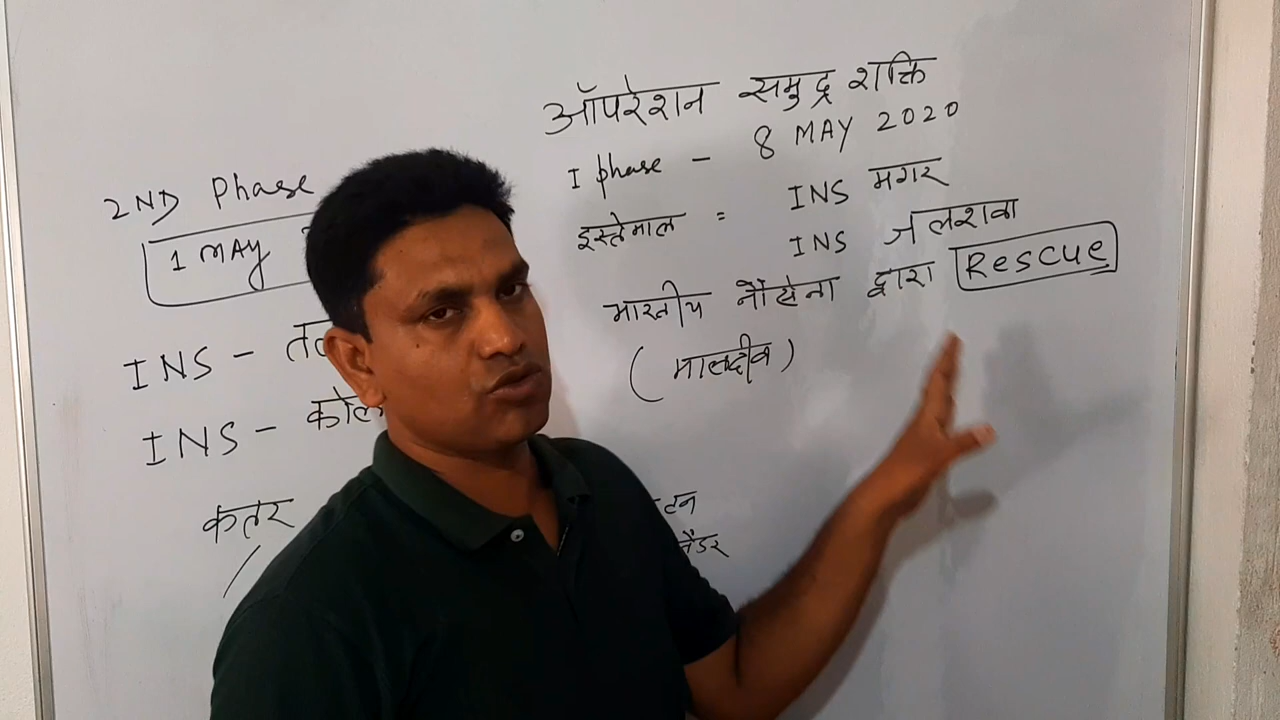 ऑपरेशन समुद्र शक्ति
I phase - 8 MAY 2020
इस्तेमाल = INS मगर
INS जलशवा
भारतीय नौसेना द्वारा Rescue
(मालदीव)
2ND Phase
1 MAY
INS -
INS -
कतर